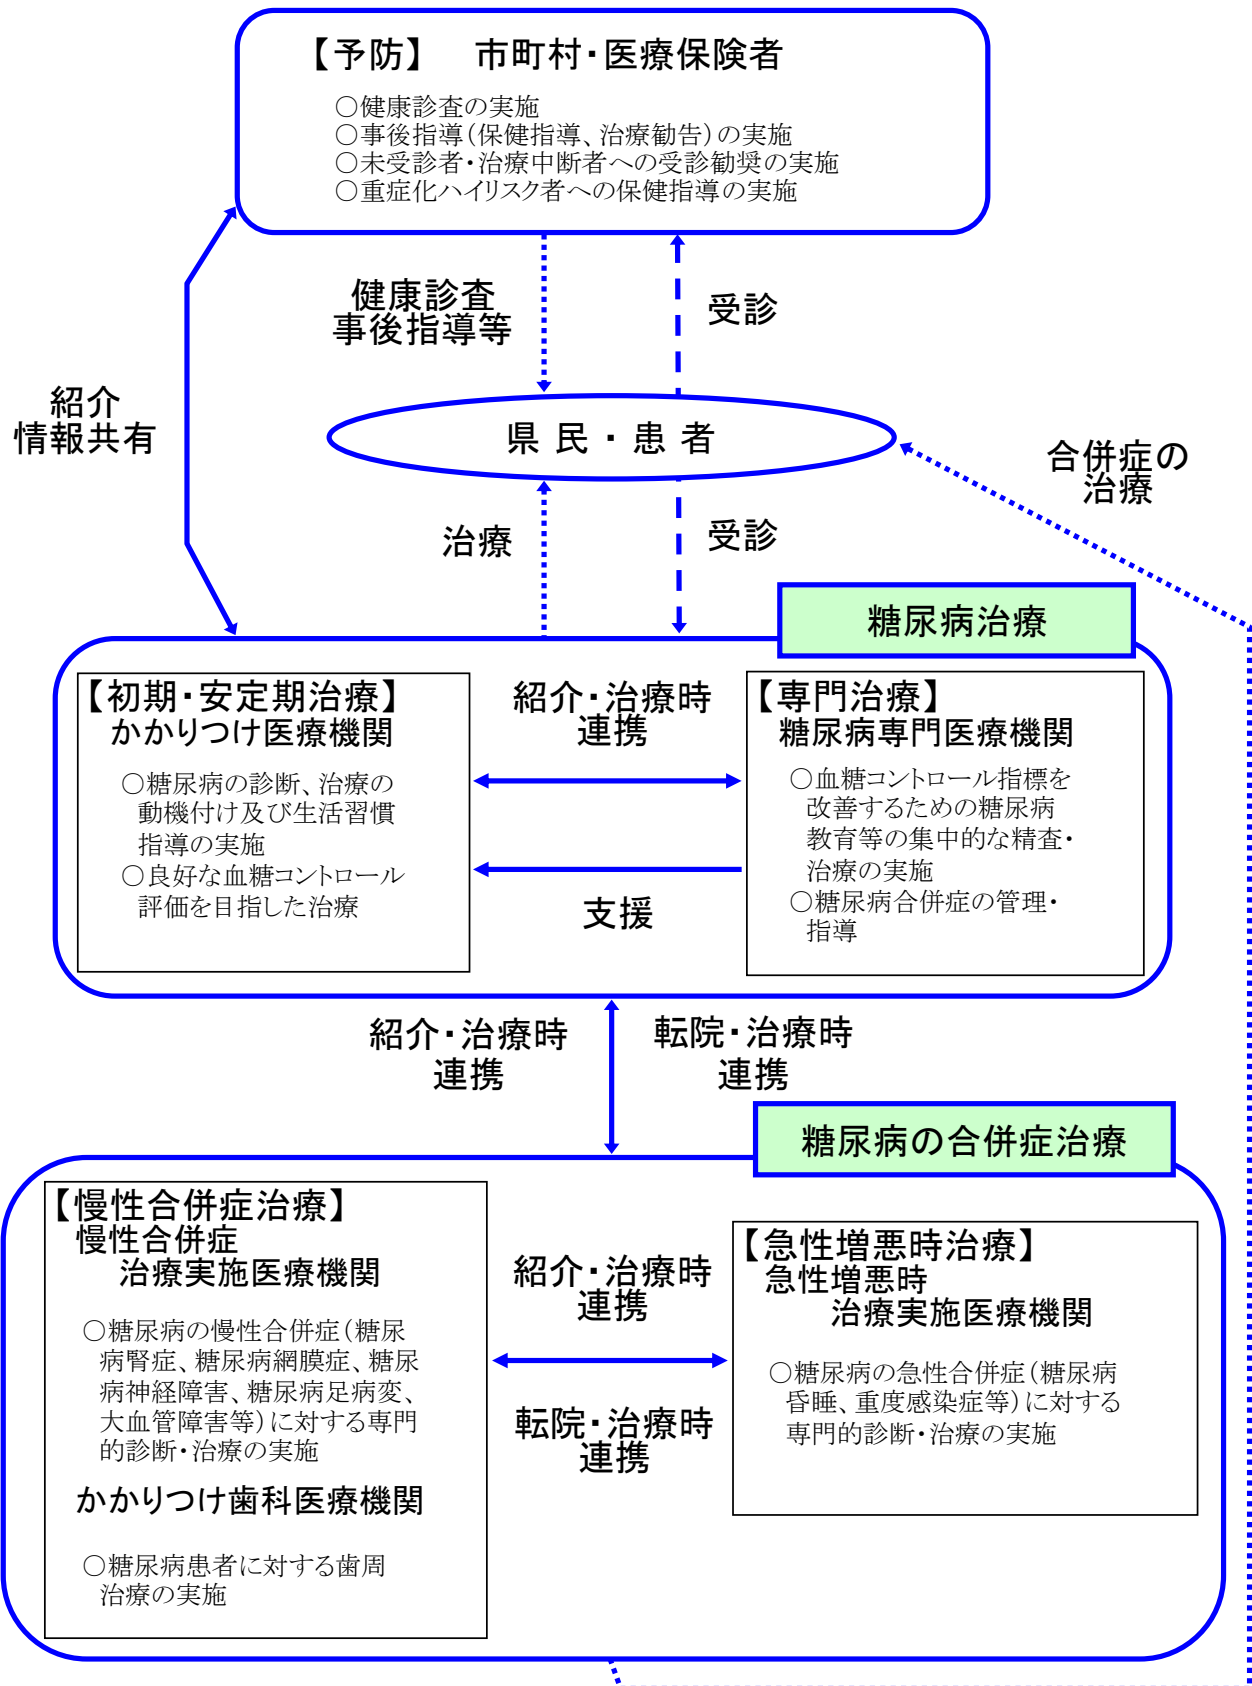 【予防】　市町村・医療保険者
○健康診査の実施
○事後指導（保健指導、治療勧告）の実施
○未受診者・治療中断者への受診勧奨の実施
○重症化ハイリスク者への保健指導の実施
健康診査
事後指導等
受診
紹介
情報共有
県民・患者
合併症の
治療
治療
受診
糖尿病治療
【初期・安定期治療】
かかりつけ医療機関
○糖尿病の診断、治療の
動機付け及び生活習慣
指導の実施
○良好な血糖コントロール
評価を目指した治療
紹介・治療時
連携
支援
【専門治療】
糖尿病専門医療機関
○血糖コントロール指標を
改善するための糖尿病
教育等の集中的な精査・
治療の実施
○糖尿病合併症の管理・
指導
紹介・治療時
連携
転院・治療時
連携
糖尿病の合併症治療
【慢性合併症治療】
慢性合併症
治療実施医療機関
○糖尿病の慢性合併症（糖尿
病腎症、糖尿病網膜症、糖尿
病神経障害、糖尿病足病変、
大血管障害等）に対する専門
的診断・治療の実施
かかりつけ歯科医療機関
○糖尿病患者に対する歯周
治療の実施
紹介・治療時
連携
転院・治療時
連携
【急性増悪時治療】
急性増悪時
治療実施医療機関
○糖尿病の急性合併症（糖尿病
昏睡、重度感染症等）に対する
専門的診断・治療の実施